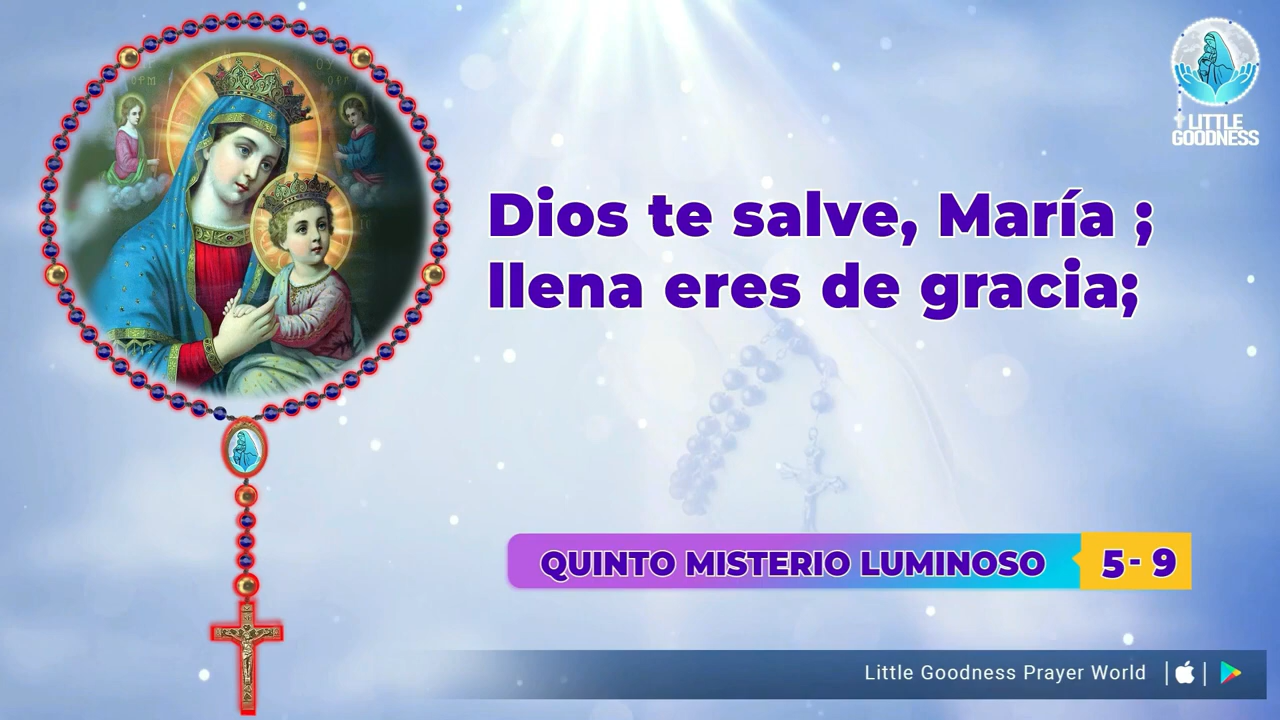 LITTLE
GOODNESS
Dios te salve, María ;
llena eres de gracia;
QUINTO MISTERIO LUMINOSO 5- 9
Little Goodness Prayer World